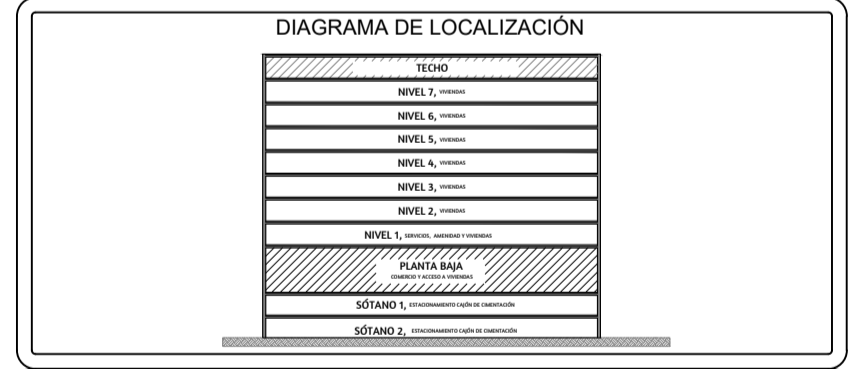 DIAGRAMA DE LOCALIZACIÓN
TECHO
NIVEL 7, VIVIENDAS
NIVEL 6, VIVIENDAS
NIVEL 5, VIVIENDAS
NIVEL 4, VIVIENDAS
NIVEL 3, VIVIENDAS
NIVEL 2, VIVIENDAS
NIVEL 1, SERVICIOS, AMENIDAD Y VIVIENDAS
PLANTA BAJA
COMERCIO Y ACCESO A VIVIENDAS
SÓTANO 1, ESTACIONAMIENTO CAJÓN DE CIMENTACIÓN
SÓTANO 2, ESTACIONAMIENTO CAJÓN DE CIMENTACIÓN